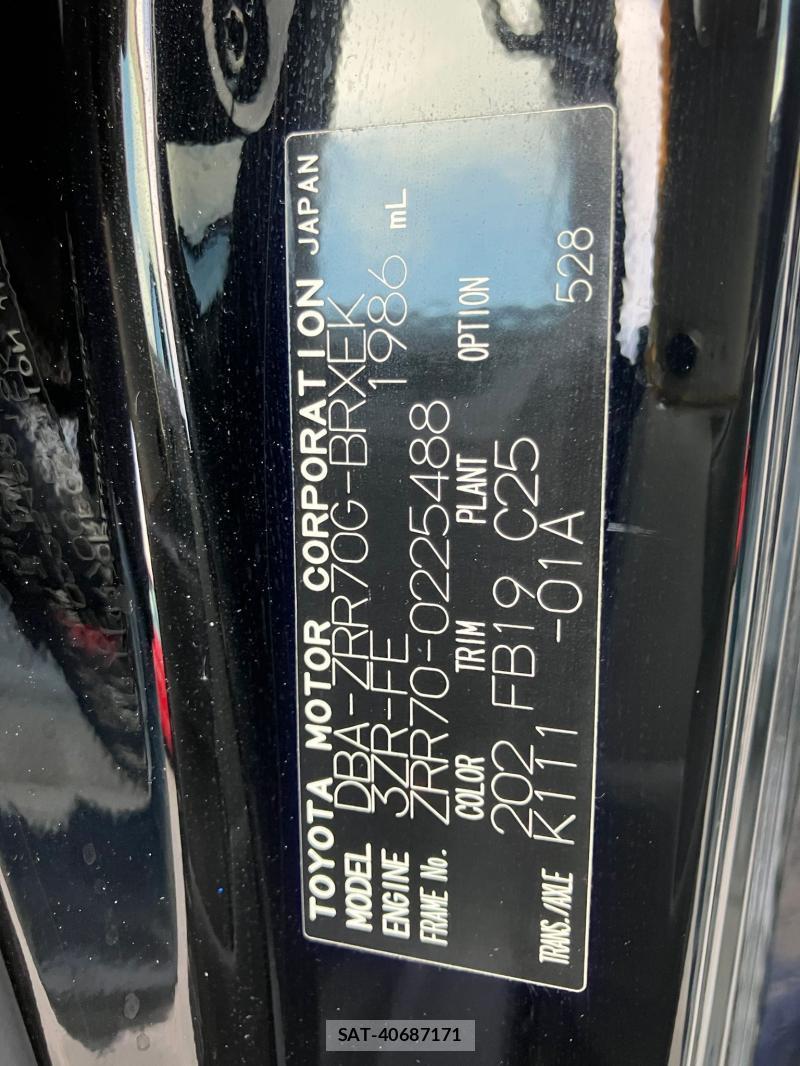 TOYOTA MOTOR CORPORATION JAPAN
MODEL DBA-ZRR70G-BRXEK
ENGINE 3ZR-FE 1986 mL
FRAME No. ZRR70-0225488
COLOR TRIM PLANT OPTION
202 FB19 C25
TRANS./AXLE K111 -01A 528
SAT-40687171